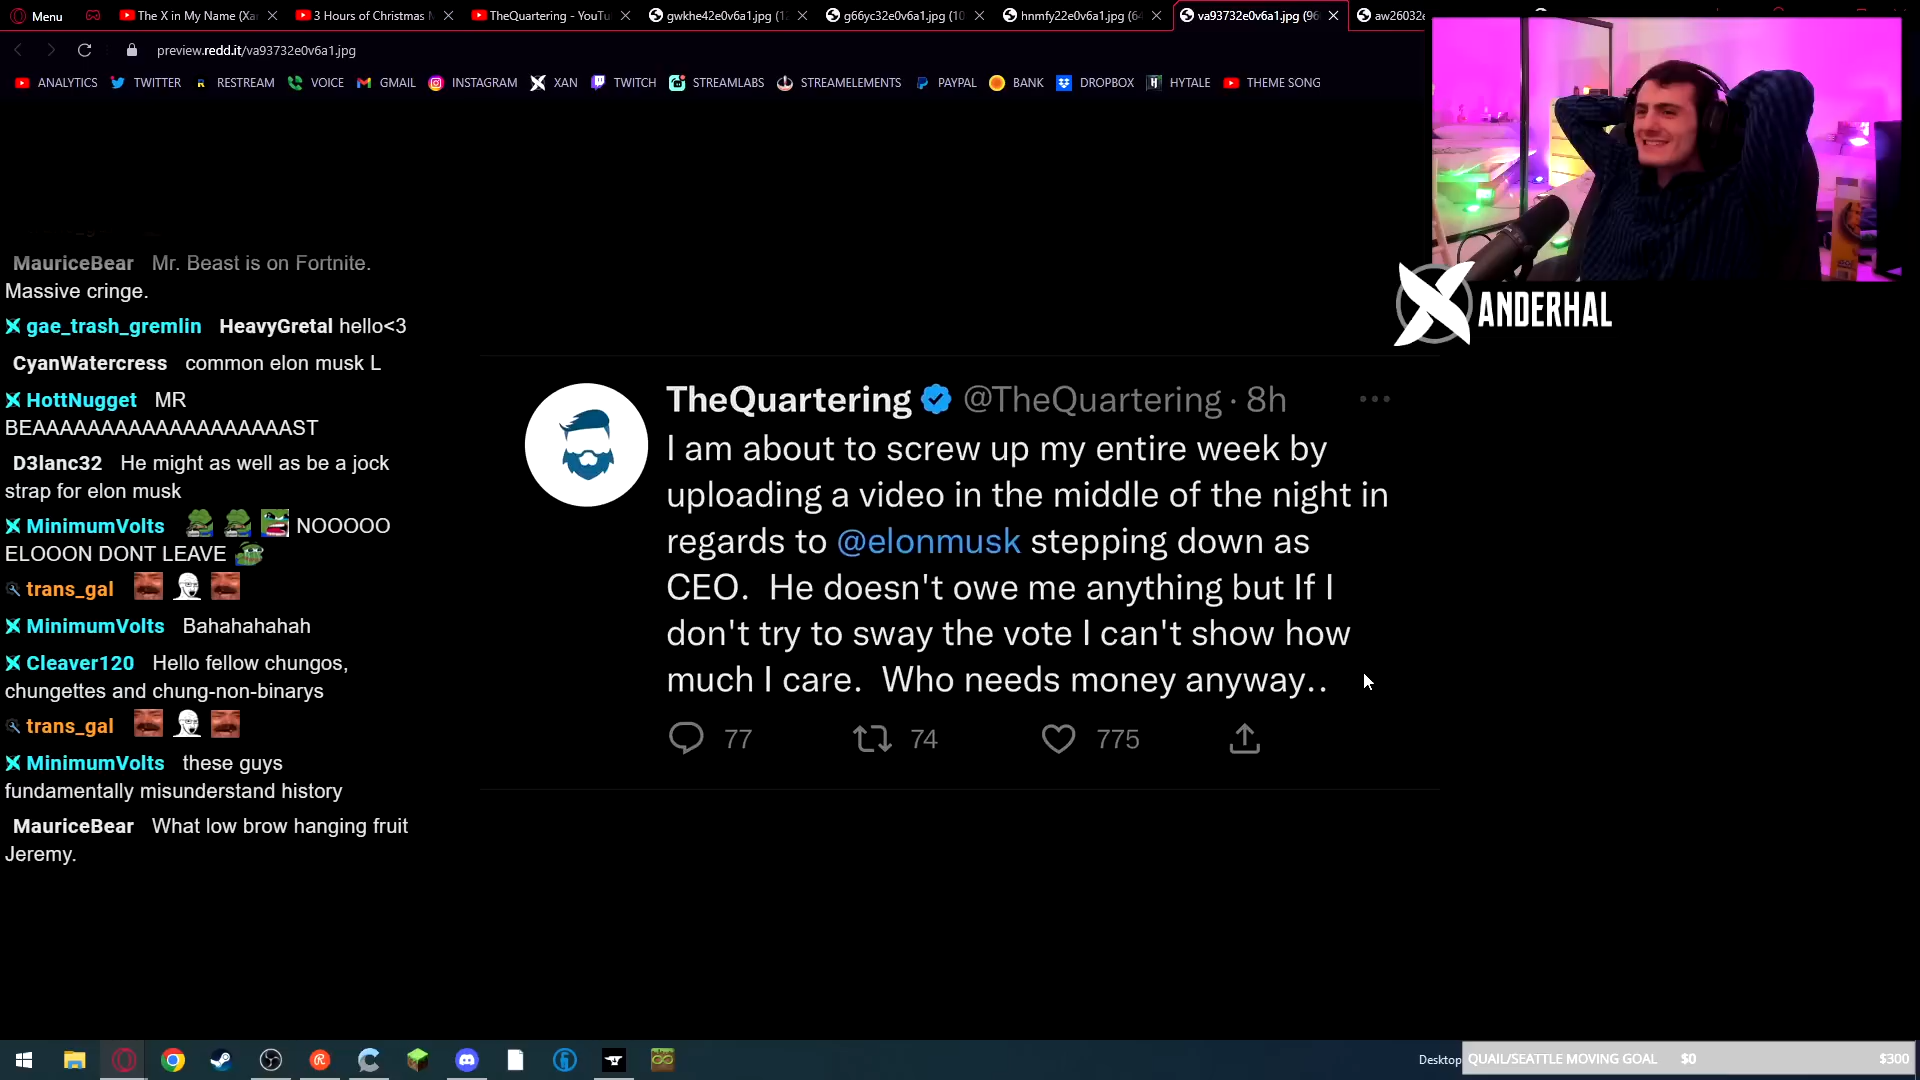 Menu
The X in My Name (Xa
3 Hours of Christmas M
TheQuartering - YouTu
gwkhe42e0v6a1.jpg (1
g66yc32e0v6a1.jpg (10
hnmfy22e0v6a1.jpg (64
va93732e0v6a1.jpg (96
aw26032e
preview.redd.it/va93732e0v6a1.jpg
ANALYTICS TWITTER RESTREAM VOICE GMAIL INSTAGRAM XAN TWITCH STREAMLABS STREAMELEMENTS PAYPAL BANK DROPBOX HYTALE THEME SONG
MauriceBear Mr. Beast is on Fortnite.
Massive cringe.
gae_trash_gremlin HeavyGretal hello<3
CyanWatercress common elon musk L
HottNugget MR
BEAAAAAAAAAAAAAAAAAAAST
D3lanc32 He might as well as be a jock
strap for elon musk
MinimumVolts NOOOOO
ELOOON DONT LEAVE
trans_gal
MinimumVolts Bahahahahah
Cleaver120 Hello fellow chungos,
chungettes and chung-non-binarys
trans_gal
MinimumVolts these guys
fundamentally misunderstand history
MauriceBear What low brow hanging fruit
Jeremy.
XANDERHAL
TheQuartering @TheQuartering · 8h
I am about to screw up my entire week by
uploading a video in the middle of the night in
regards to @elonmusk stepping down as
CEO. He doesn't owe me anything but If I
don't try to sway the vote I can't show how
much I care. Who needs money anyway..
77 74 775
Desktop
QUAIL/SEATTLE MOVING GOAL $0 $300